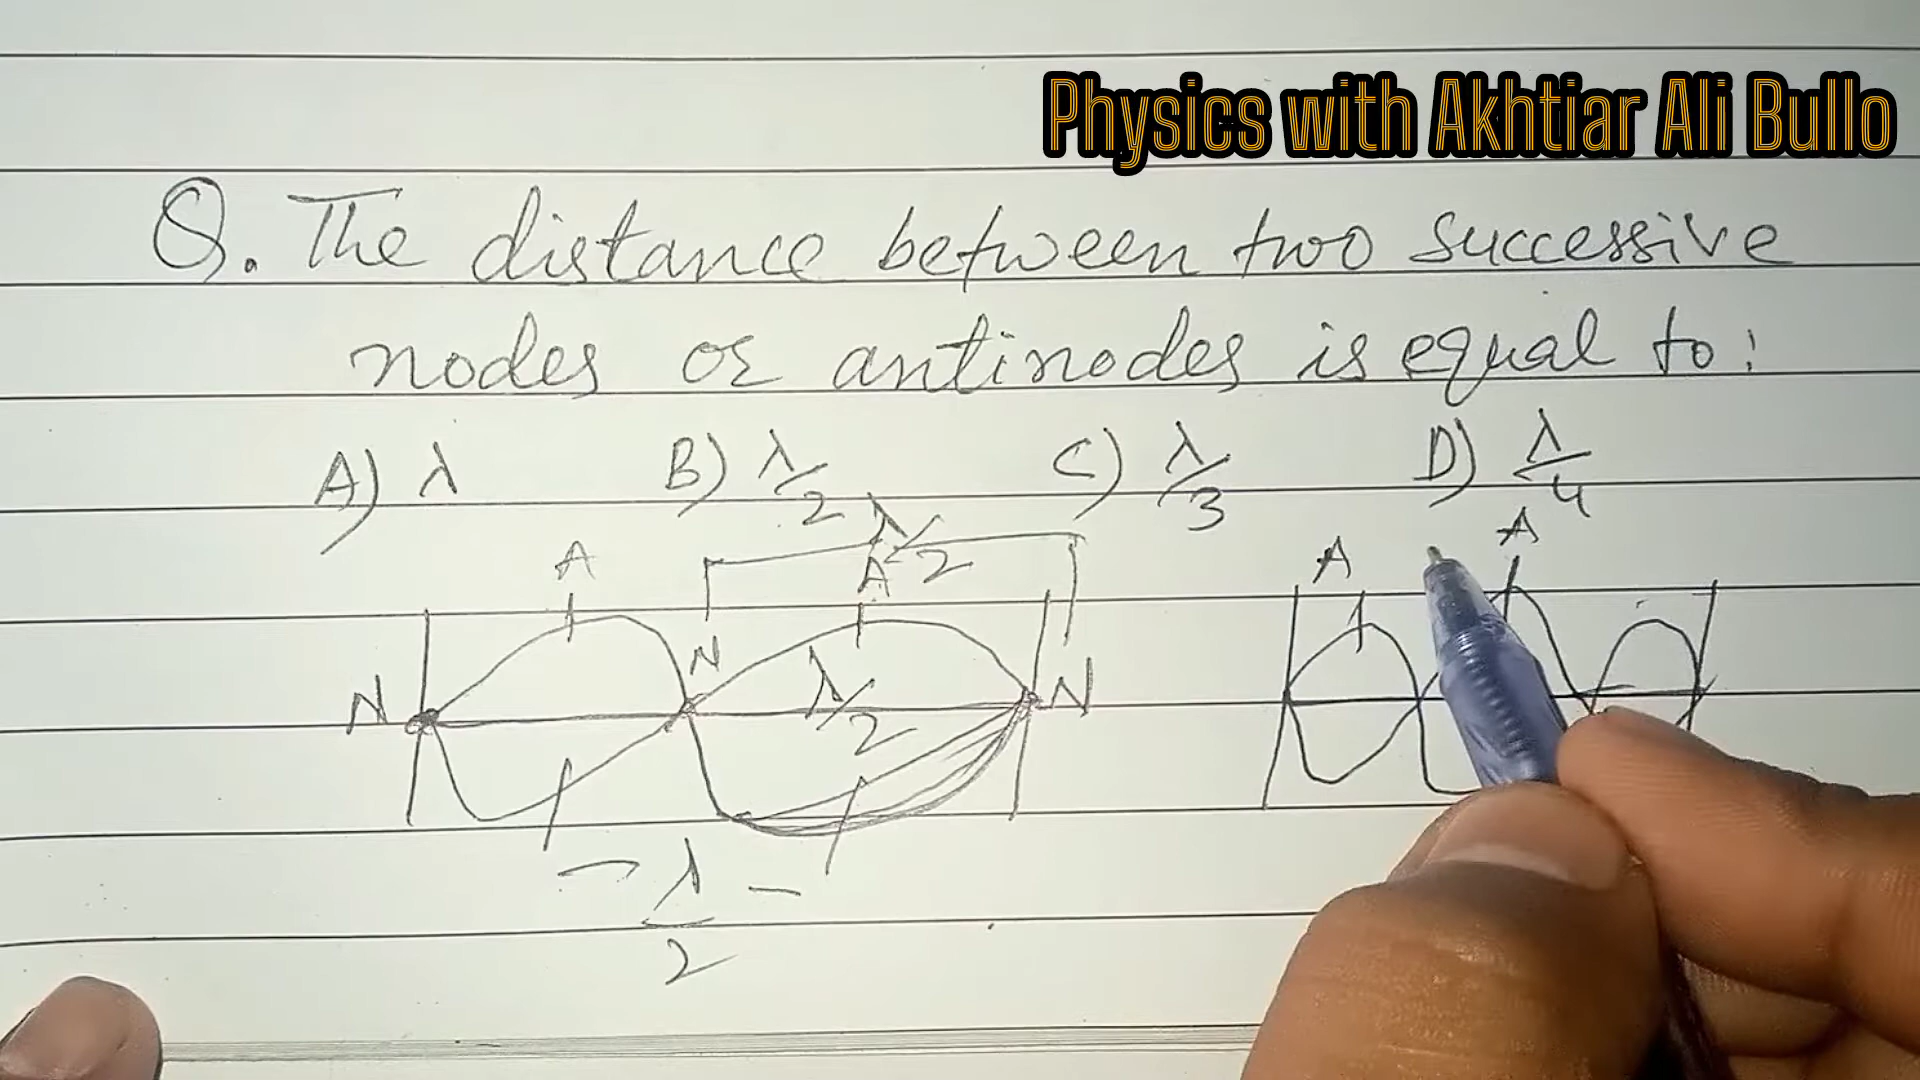 Physics with Akhtiar Ali Bullo
Q. The distance between two successive
nodes or antinodes is equal to:
A) λ B) λ/2 C) λ/3 D) λ/4
λ/2
A A A A
N N λ/2 N
λ/2